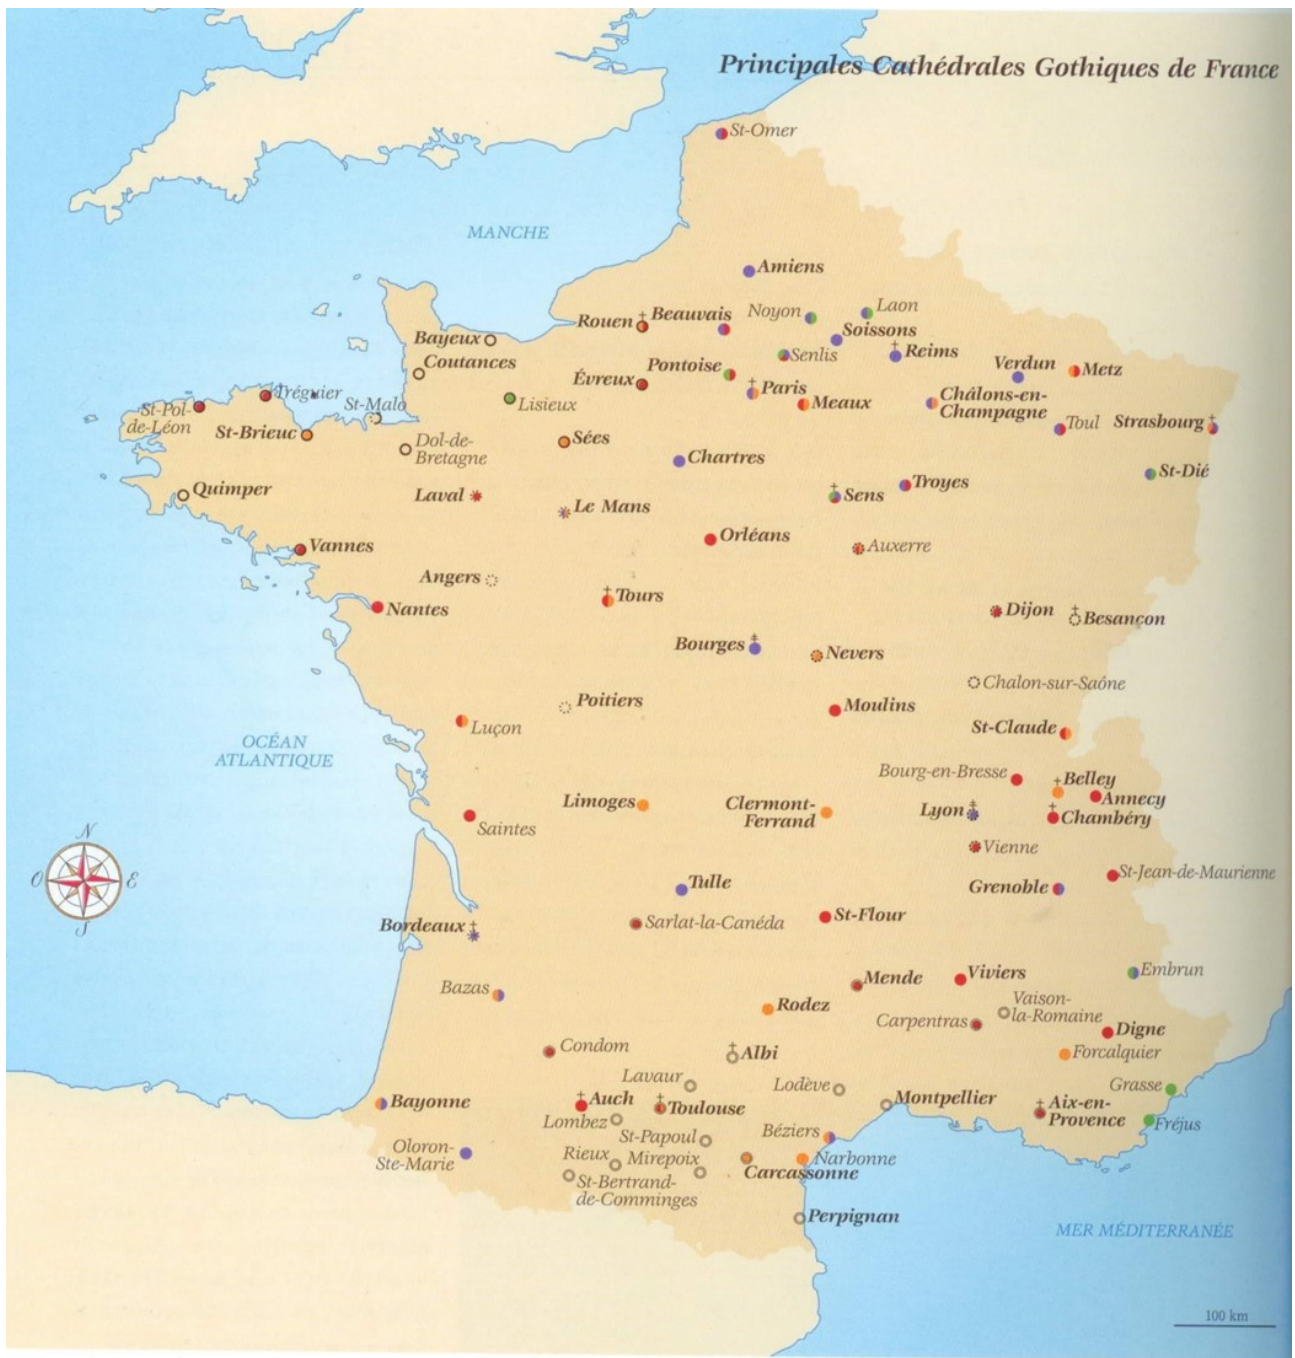 Principales Cathédrales Gothiques de France
St-Omer
MANCHE
Amiens
Noyon
Laon
Rouen
Beauvais
Soissons
Bayeux
Reims
Senlis
Coutances
Pontoise
Verdun
Metz
Évreux
Paris
Tréguier
Lisieux
Meaux
Châlons-en-
Champagne
St-Malo
St-Pol-
de-Léon
Toul
Strasbourg
St-Brieuc
Dol-de-
Bretagne
Sées
Chartres
St-Dié
Quimper
Laval
Sens
Troyes
Le Mans
Vannes
Orléans
Auxerre
Angers
Nantes
Tours
Dijon
Besançon
Bourges
Nevers
Chalon-sur-Saône
Poitiers
Moulins
Luçon
St-Claude
OCÉAN
ATLANTIQUE
Bourg-en-Bresse
Belley
Annecy
Limoges
Clermont-
Ferrand
Lyon
Chambéry
Saintes
N
O
E
S
Vienne
St-Jean-de-Maurienne
Tulle
Grenoble
Bordeaux
Sarlat-la-Canéda
St-Flour
Bazas
Mende
Viviers
Embrun
Rodez
Vaison-
la-Romaine
Carpentras
Digne
Condom
Albi
Forcalquier
Lavaur
Lodève
Grasse
Bayonne
Auch
Toulouse
Montpellier
Aix-en-
Provence
Lombez
Fréjus
St-Papoul
Béziers
Oloron-
Ste-Marie
Rieux
Mirepoix
Narbonne
Carcassonne
St-Bertrand-
de-Comminges
Perpignan
MER MÉDITERRANÉE
100 km